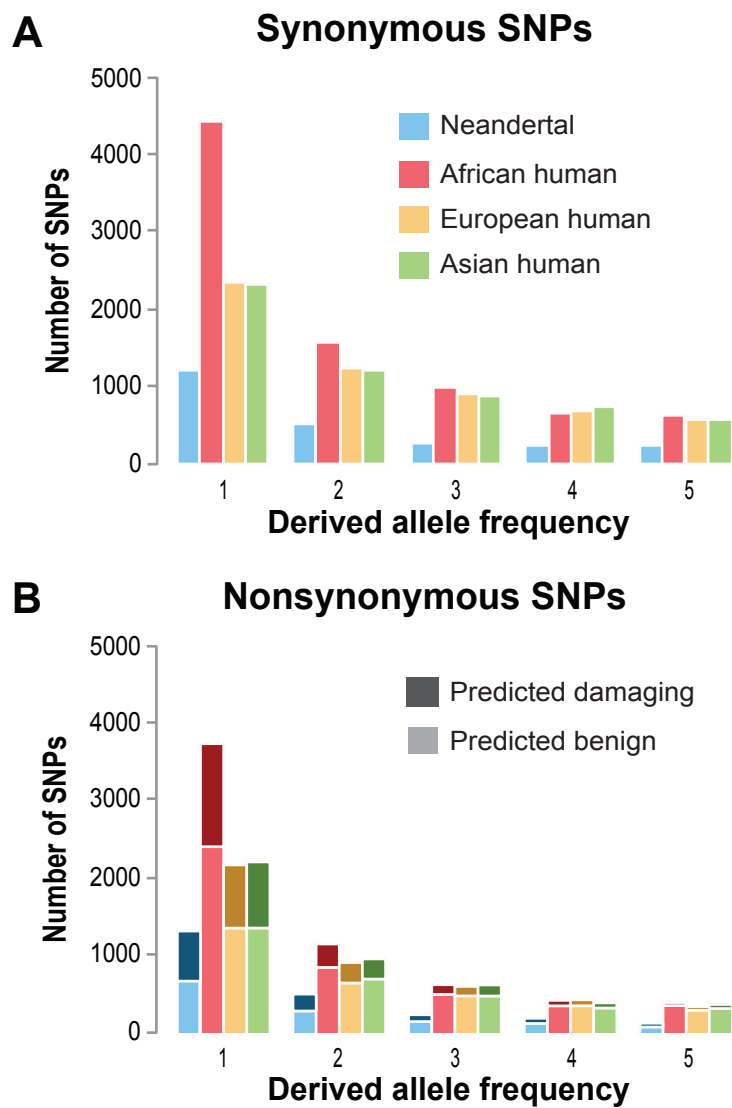 A
Synonymous SNPs
Number of SNPs
5000
4000
3000
2000
1000
0
Neandertal
African human
European human
Asian human
1 2 3 4 5
Derived allele frequency
B
Nonsynonymous SNPs
Number of SNPs
5000
4000
3000
2000
1000
0
Predicted damaging
Predicted benign
1 2 3 4 5
Derived allele frequency